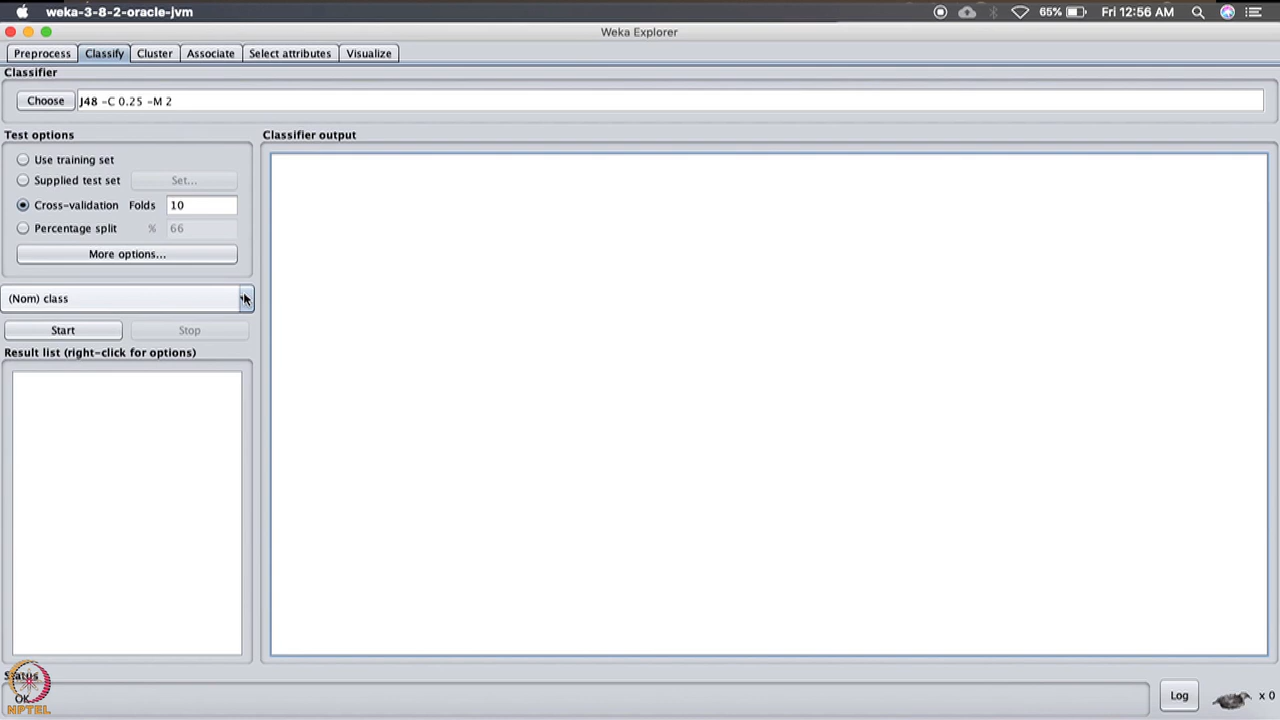 weka-3-8-2-oracle-jvm 65% Fri 12:56 AM
Weka Explorer
Preprocess Classify Cluster Associate Select attributes Visualize
Classifier
Choose J48 -C 0.25 -M 2
Test options
Use training set
Supplied test set Set...
Cross-validation Folds 10
Percentage split % 66
More options...
(Nom) class
Start Stop
Result list (right-click for options)
Classifier output
Status
OK
NPTEL
Log x 0